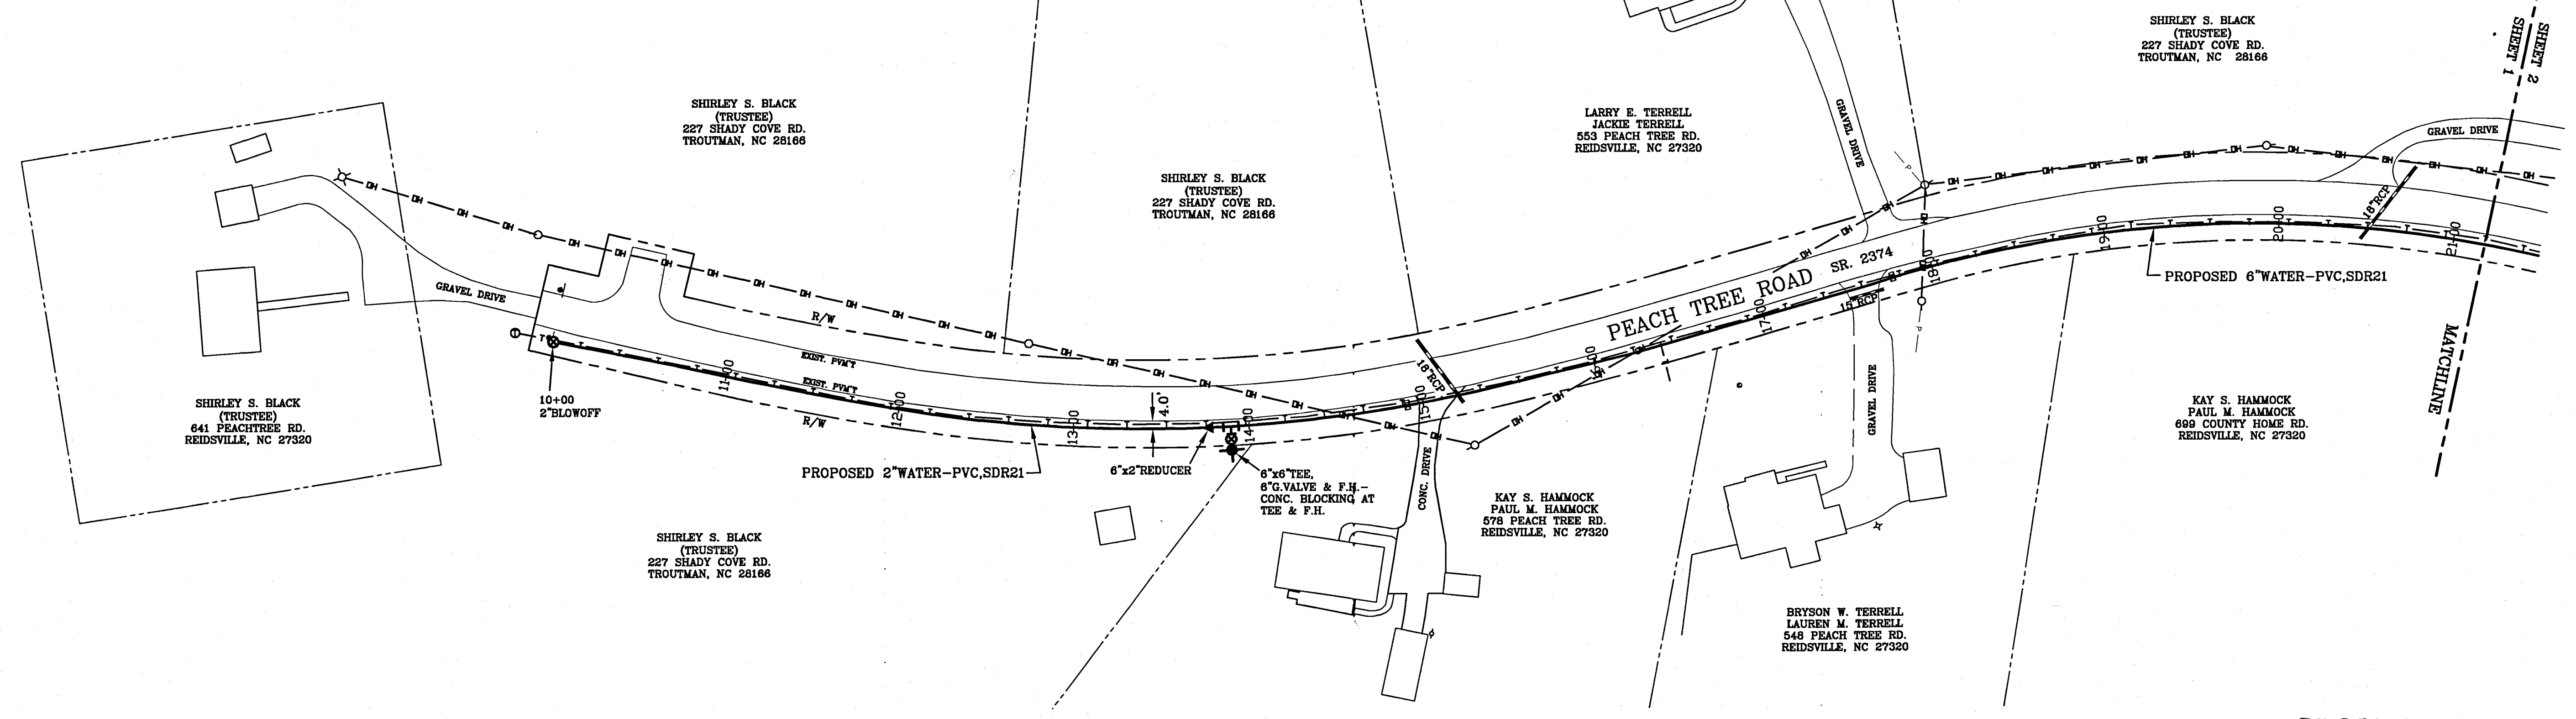 SHIRLEY S. BLACK
(TRUSTEE)
227 SHADY COVE RD.
TROUTMAN, NC 28166
SHIRLEY S. BLACK
(TRUSTEE)
227 SHADY COVE RD.
TROUTMAN, NC 28166
LARRY E. TERRELL
JACKIE TERRELL
553 PEACH TREE RD.
REIDSVILLE, NC 27320
GRAVEL DRIVE
SHIRLEY S. BLACK
(TRUSTEE)
227 SHADY COVE RD.
TROUTMAN, NC 28166
SHEET 2
SHEET 1
GRAVEL DRIVE
18"RCP
MATCHLINE
GRAVEL DRIVE
R/W
EXIST. PVM'T
EXIST. PVM'T
R/W
10+00
2"BLOWOFF
11+00
12+00
13+00
14+00
15+00
17+00
19+00
20+00
21+00
4.0'
18"RCP
15"RCP
PEACH TREE ROAD
SR. 2374
PROPOSED 6"WATER-PVC,SDR21
PROPOSED 2"WATER-PVC,SDR21
6"x2"REDUCER
6"x6"TEE,
6"G.VALVE & F.H.-
CONC. BLOCKING AT
TEE & F.H.
CONC. DRIVE
GRAVEL DRIVE
SHIRLEY S. BLACK
(TRUSTEE)
641 PEACHTREE RD.
REIDSVILLE, NC 27320
SHIRLEY S. BLACK
(TRUSTEE)
227 SHADY COVE RD.
TROUTMAN, NC 28166
KAY S. HAMMOCK
PAUL M. HAMMOCK
578 PEACH TREE RD.
REIDSVILLE, NC 27320
BRYSON W. TERRELL
LAUREN M. TERRELL
548 PEACH TREE RD.
REIDSVILLE, NC 27320
KAY S. HAMMOCK
PAUL M. HAMMOCK
699 COUNTY HOME RD.
REIDSVILLE, NC 27320